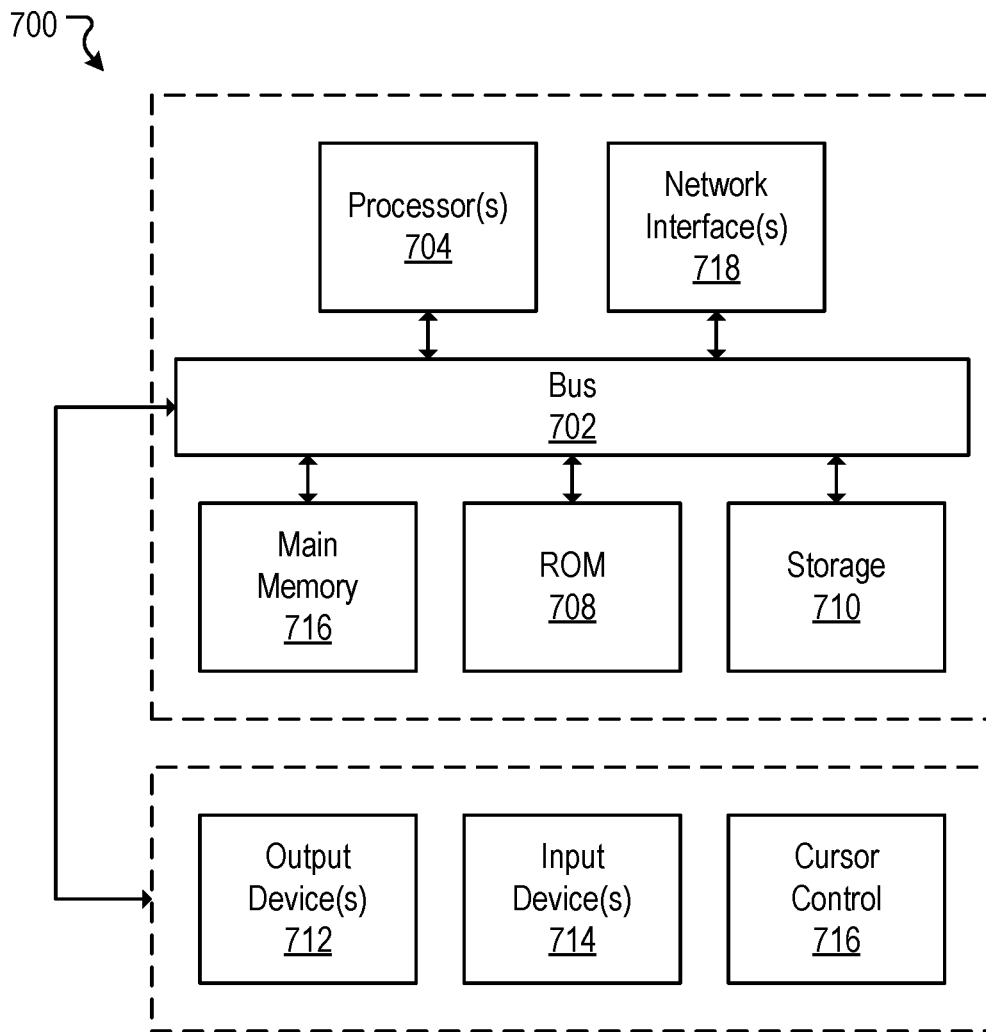 700
Processor(s)
704
Network
Interface(s)
718
Bus
702
Main
Memory
716
ROM
708
Storage
710
Output
Device(s)
712
Input
Device(s)
714
Cursor
Control
716